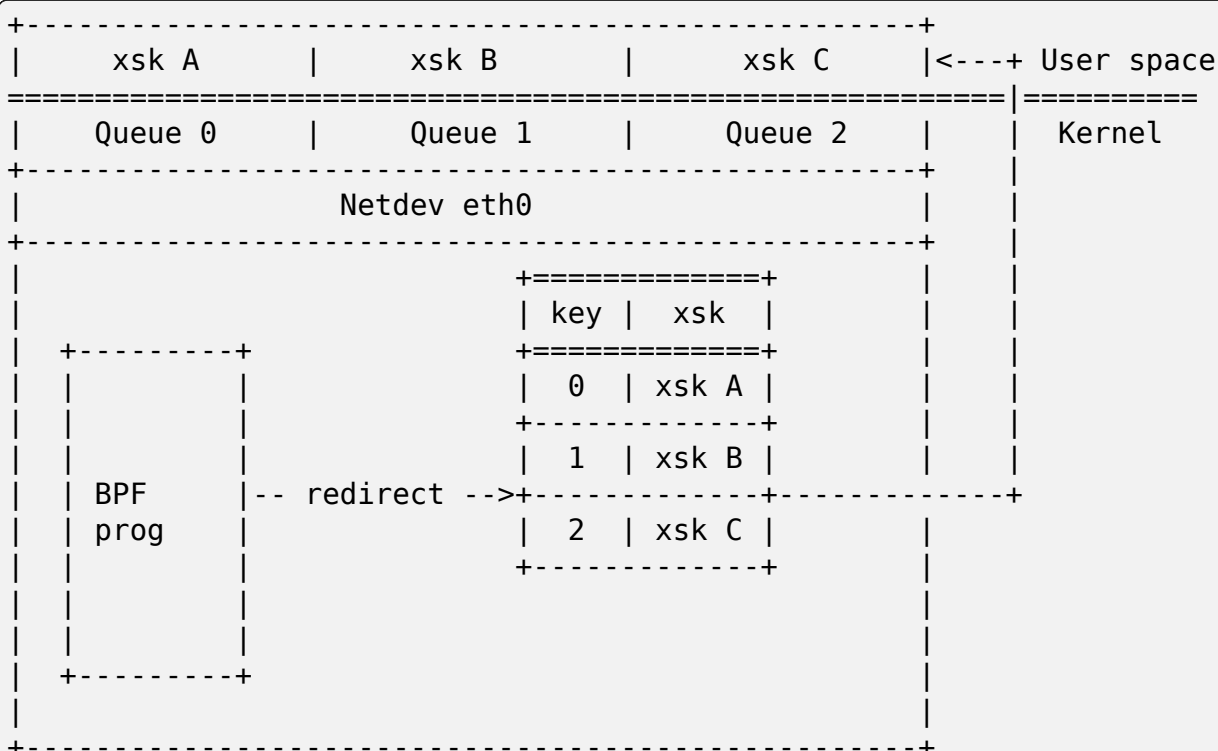 +---------------------------------------------------+
|     xsk A      |     xsk B       |      xsk C     |<---+ User space
=========================================================|==========
|    Queue 0     |     Queue 1     |     Queue 2    |    |  Kernel
+---------------------------------------------------+    |
|                  Netdev eth0                      |    |
+---------------------------------------------------+    |
|                            +=============+        |    |
|                            | key |  xsk  |        |    |
|  +---------+               +=============+        |    |
|  |         |               |  0  | xsk A |        |    |
|  |         |               +-------------+        |    |
|  |         |               |  1  | xsk B |        |    |
|  | BPF     |-- redirect -->+-------------+-------------+
|  | prog    |               |  2  | xsk C |        |
|  |         |               +-------------+        |
|  |         |                                      |
|  |         |                                      |
|  +---------+                                      |
|                                                   |
+---------------------------------------------------+